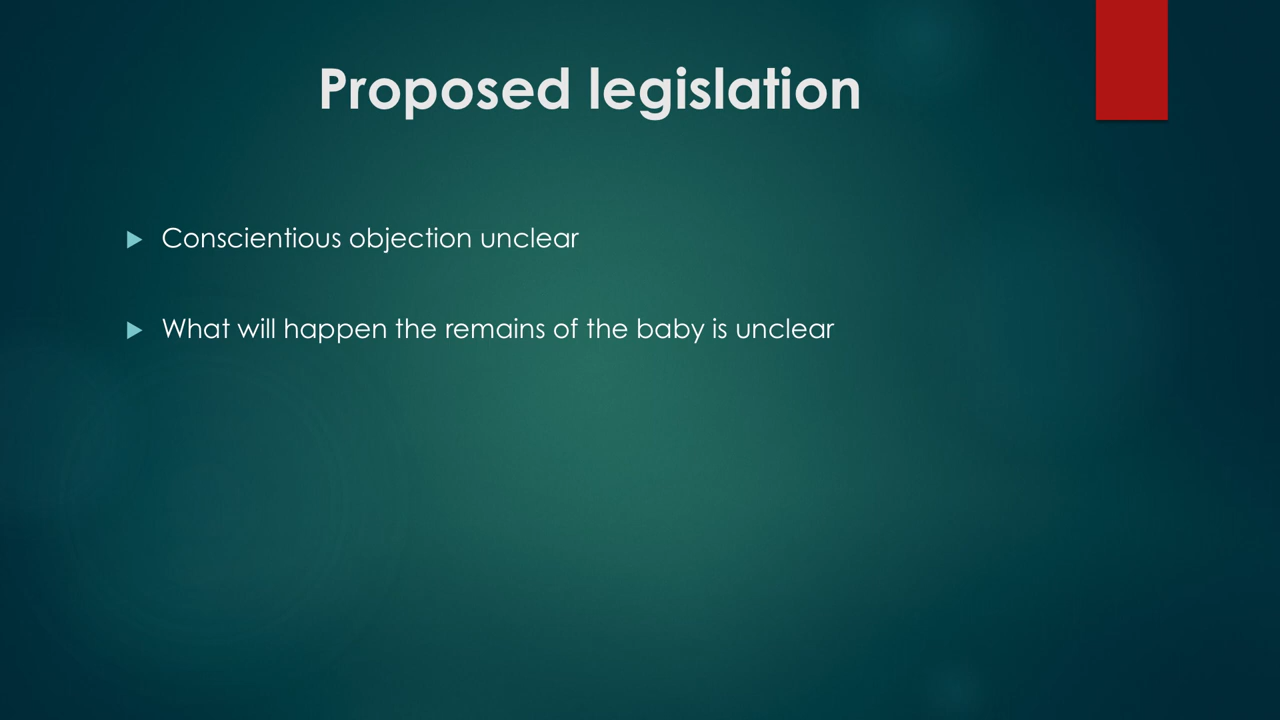 Proposed legislation
Conscientious objection unclear
What will happen the remains of the baby is unclear